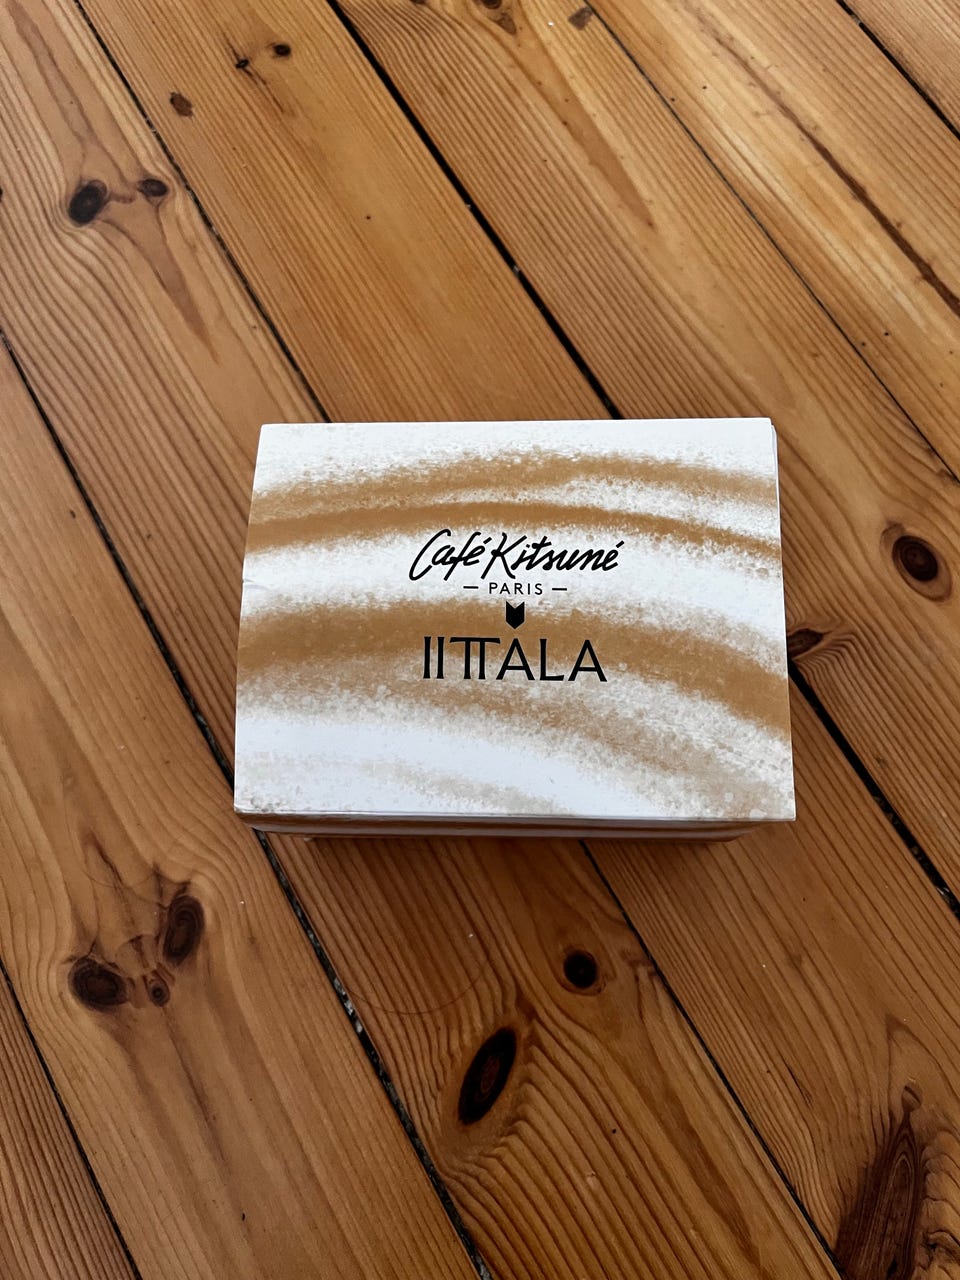 Café Kitsuné
— PARIS —
IITTALA